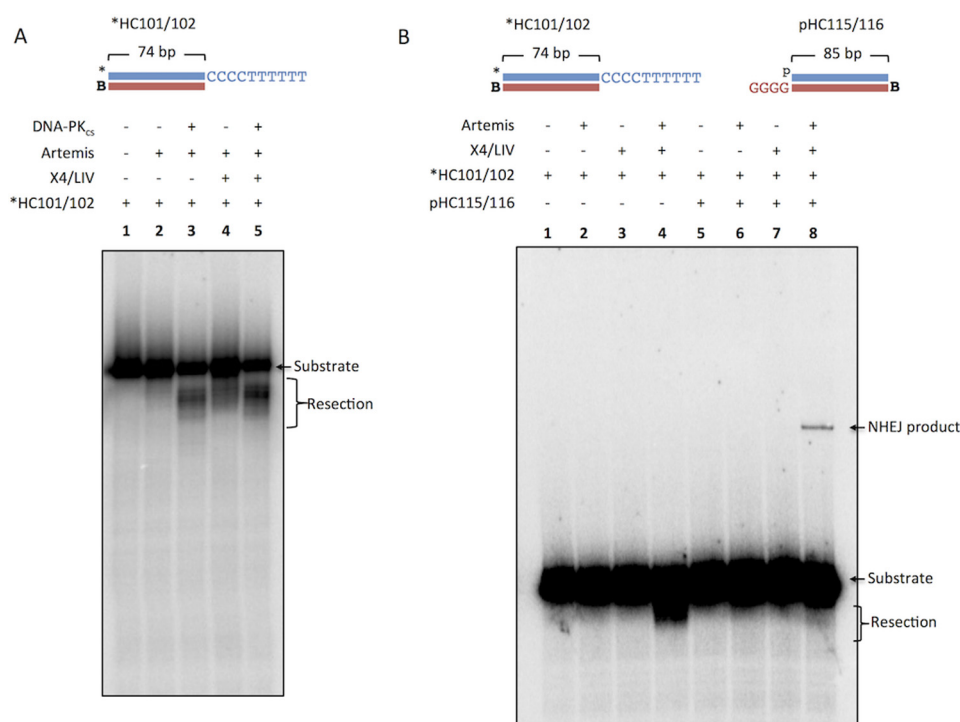 A
*HC101/102
74 bp
*
B
CCCCTTTTTT
DNA-PKcs - - + - +
Artemis - + + + +
X4/LIV - - - + +
*HC101/102 + + + + +
1 2 3 4 5
Substrate
Resection
B
*HC101/102
pHC115/116
74 bp
85 bp
*
B
CCCCTTTTTT
p
GGGG
B
Artemis - + - + - + - +
X4/LIV - - + + - - + +
*HC101/102 + + + + + + + +
pHC115/116 - - - - + + + +
1 2 3 4 5 6 7 8
NHEJ product
Substrate
Resection